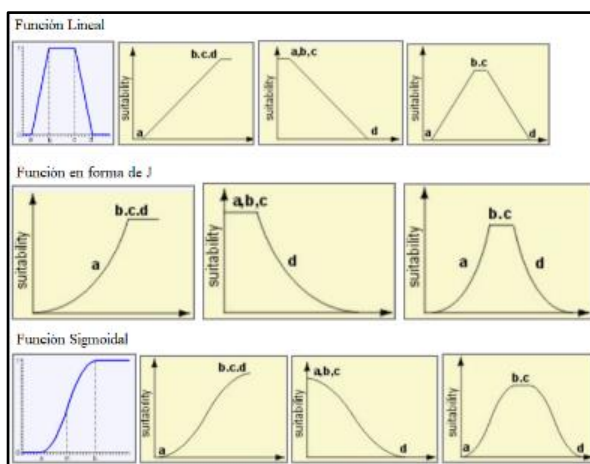 Función Lineal
b.c.d
a,b,c
b.c
suitability
suitability
suitability
a
d
a
d
Función en forma de J
b.c.d
a,b,c
b.c
suitability
suitability
suitability
a
d
a
d
Función Sigmoidal
b.c.d
a,b,c
b.c
suitability
suitability
suitability
a
d
a
d